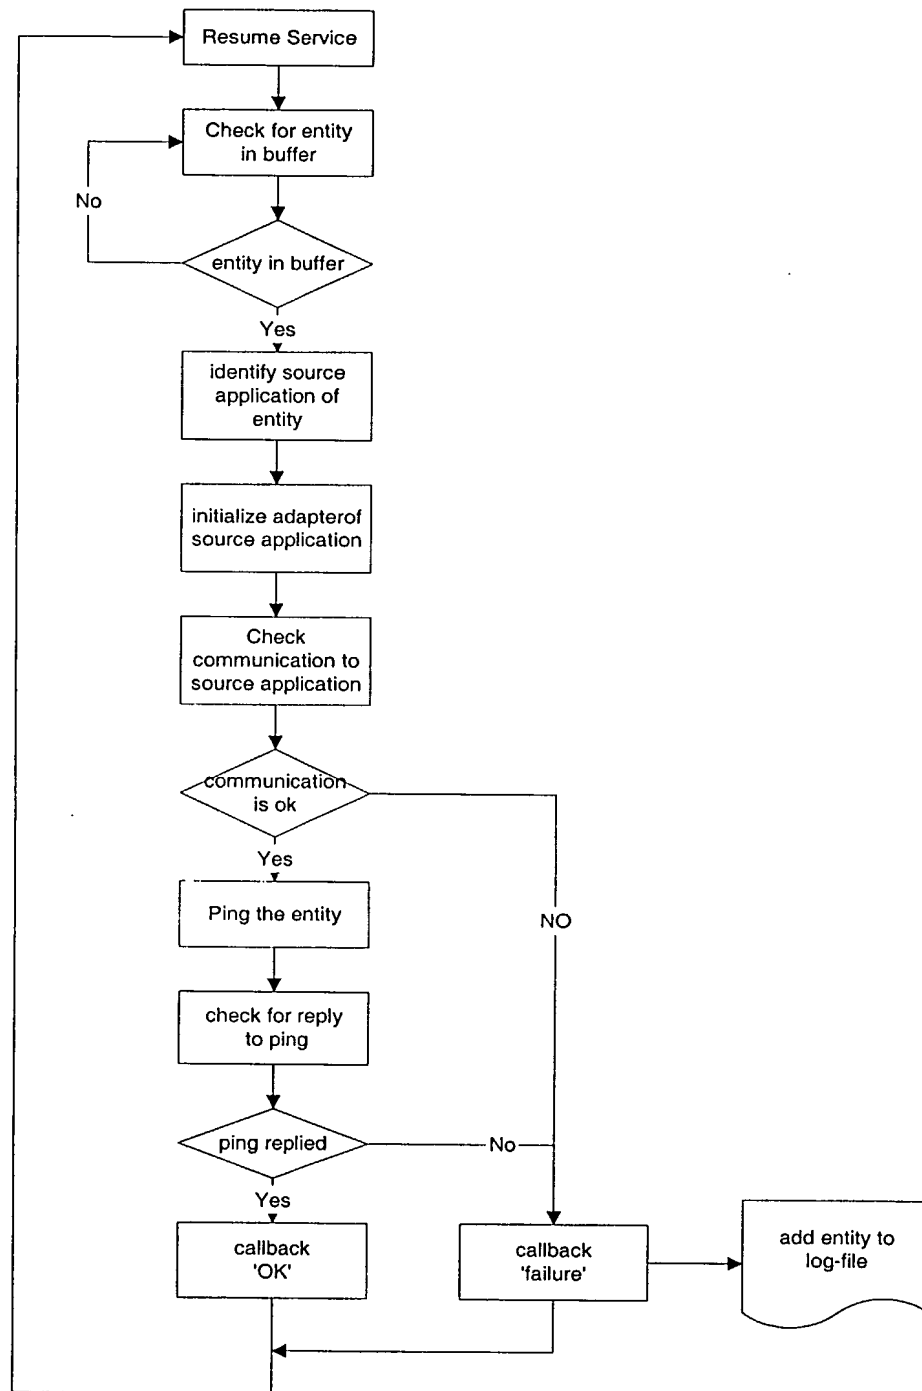 Resume Service
Check for entity
in buffer
No
entity in buffer
Yes
identify source
application of
entity
initialize adapterof
source application
Check
communication to
source application
communication
is ok
Yes
Ping the entity
NO
check for reply
to ping
ping replied
No
Yes
callback
'OK'
callback
'failure'
add entity to
log-file